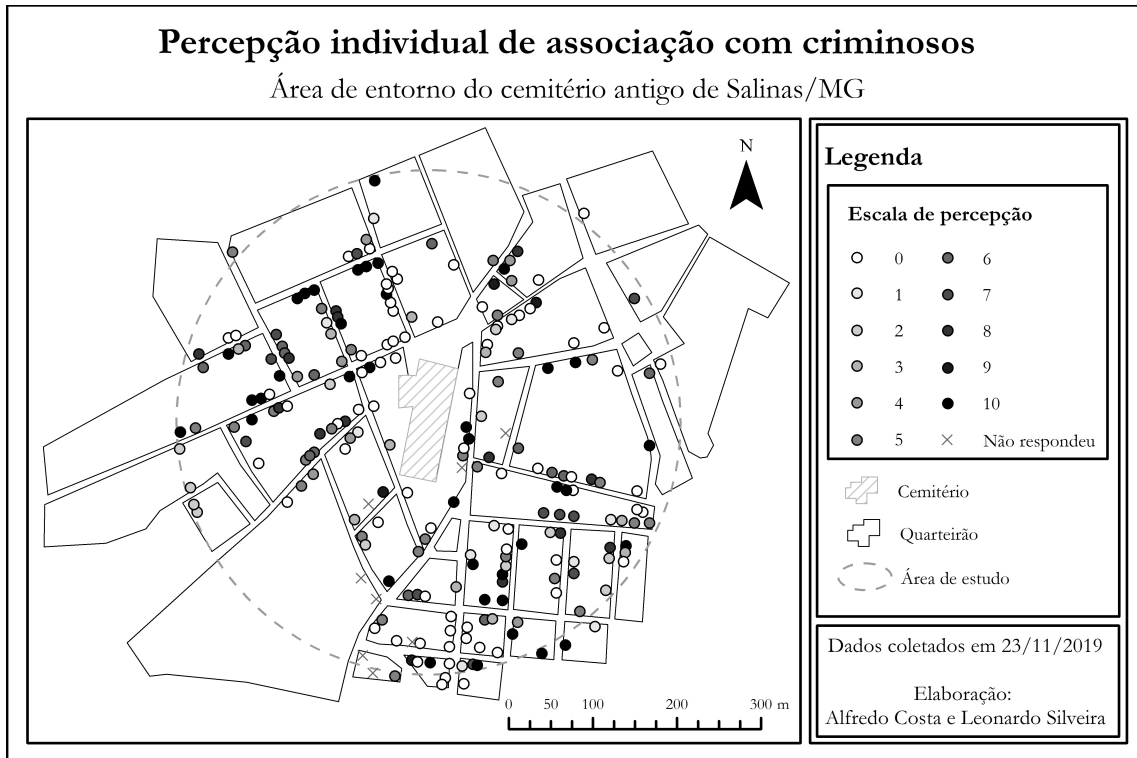 Percepção individual de associação com criminosos
Área de entorno do cemitério antigo de Salinas/MG
N
0 50 100 200 300 m
Legenda
Escala de percepção
0 6
1 7
2 8
3 9
4 10
5 Não respondeu
Cemitério
Quarteirão
Área de estudo
Dados coletados em 23/11/2019
Elaboração:
Alfredo Costa e Leonardo Silveira